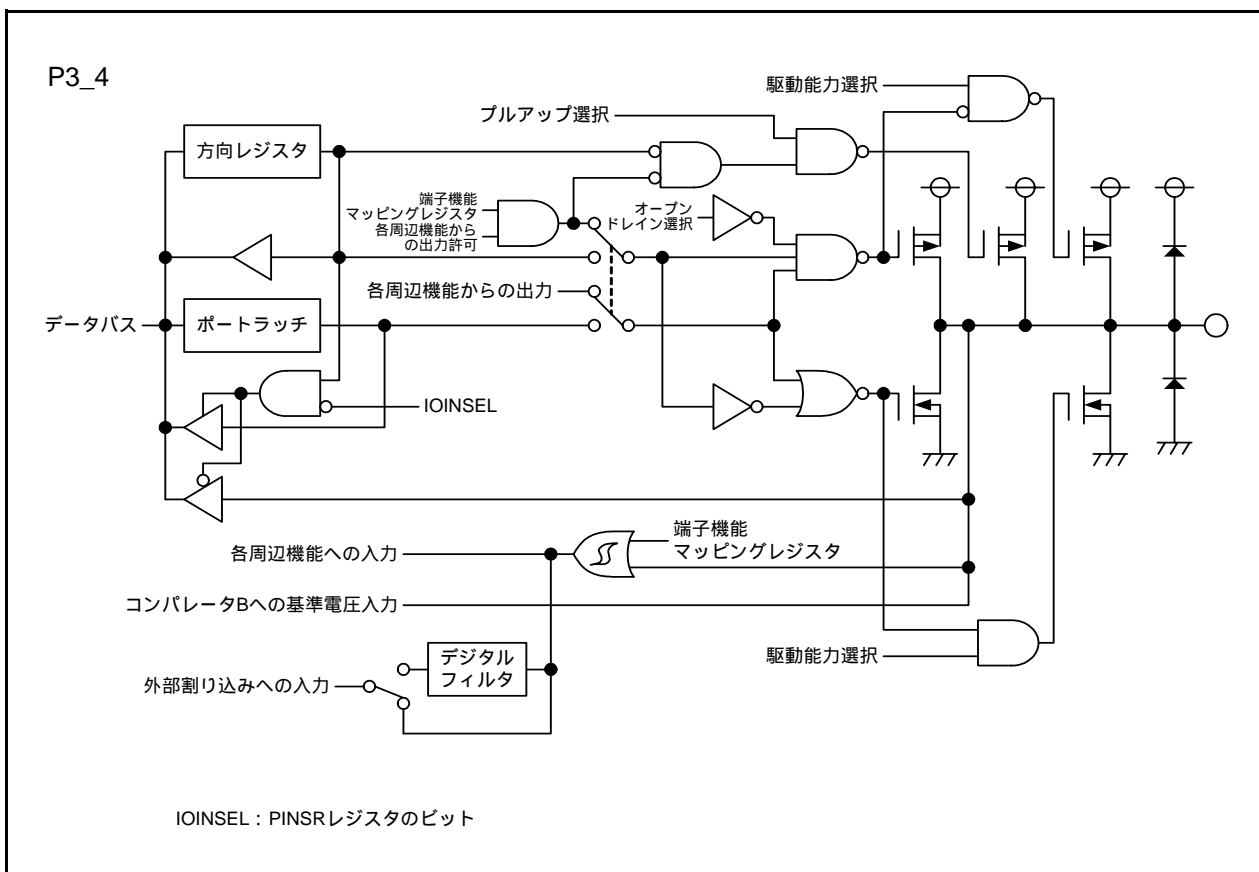 P3_4
駆動能力選択
プルアップ選択
方向レジスタ
端子機能
マッピングレジスタ
各周辺機能から
の出力許可
オープン
ドレイン選択
各周辺機能からの出力
データバス
ポートラッチ
IOINSEL
端子機能
マッピングレジスタ
各周辺機能への入力
コンパレータBへの基準電圧入力
駆動能力選択
デジタル
フィルタ
外部割り込みへの入力
IOINSEL：PINSRレジスタのビット